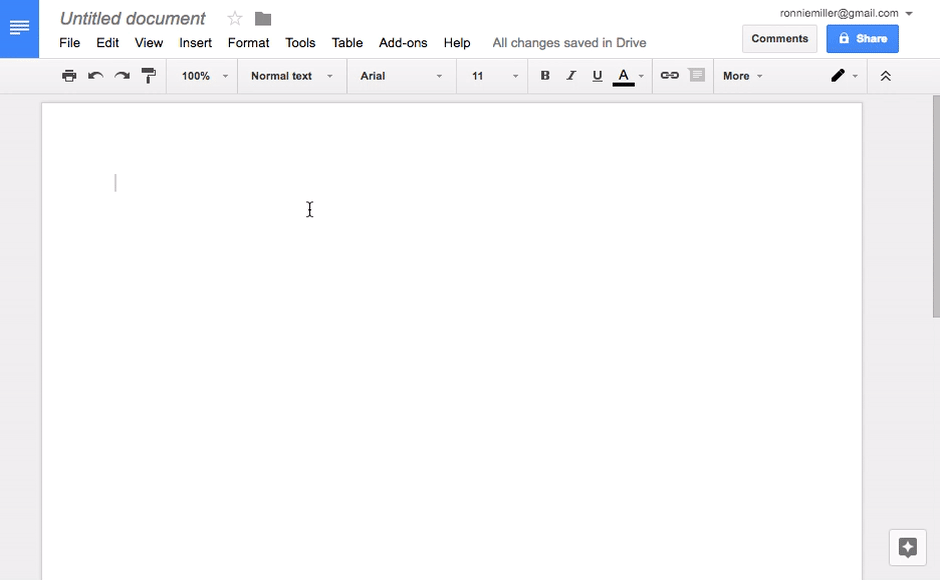 Untitled document
ronniemiller@gmail.com
File Edit View Insert Format Tools Table Add-ons Help All changes saved in Drive
Comments Share
100% Normal text Arial 11 B I U A More